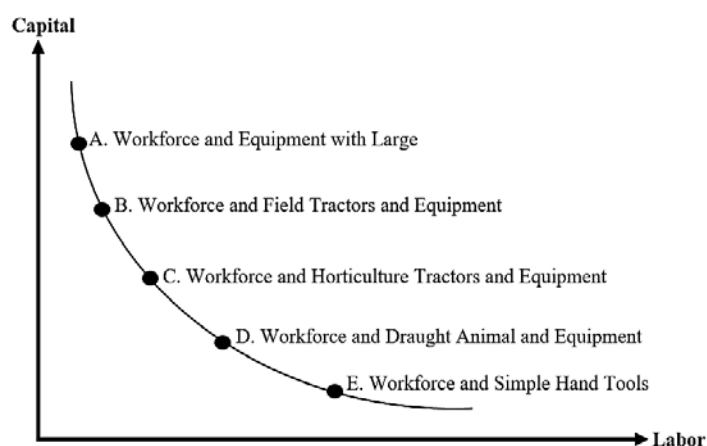 Capital
A. Workforce and Equipment with Large
B. Workforce and Field Tractors and Equipment
C. Workforce and Horticulture Tractors and Equipment
D. Workforce and Draught Animal and Equipment
E. Workforce and Simple Hand Tools
Labor